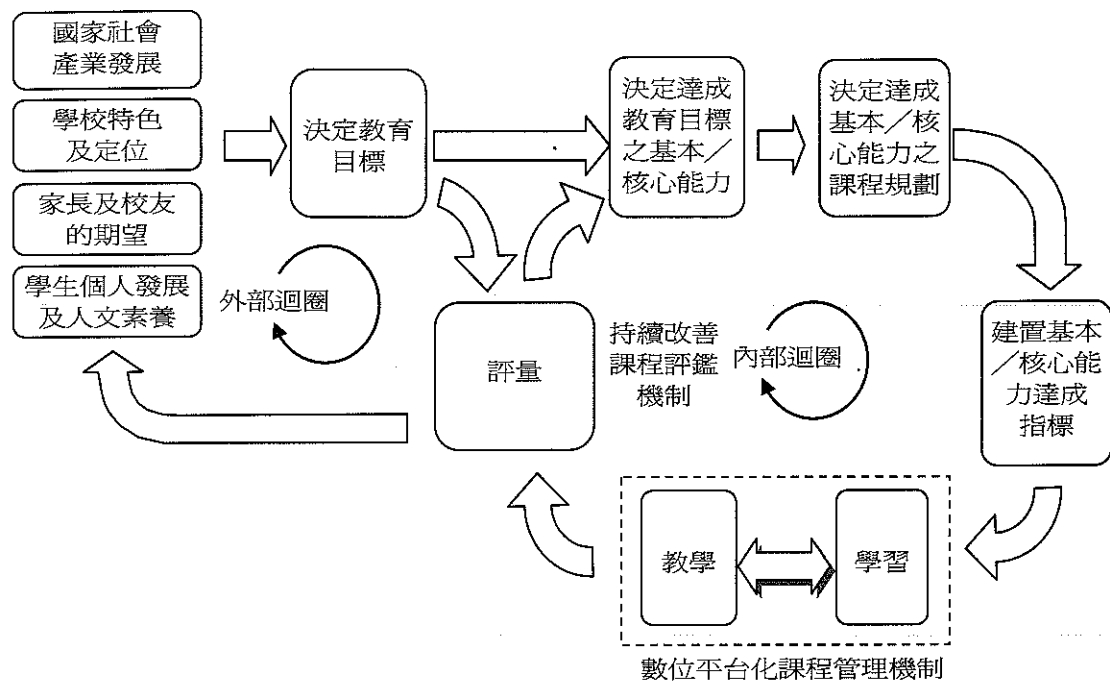 國家社會
產業發展
學校特色
及定位
家長及校友
的期望
學生個人發展
及人文素養
決定教育
目標
決定達成
教育目標
之基本／
核心能力
決定達成
基本／核
心能力之
課程規劃
外部迴圈
評量
持續改善
課程評鑑
機制
內部迴圈
建置基本
／核心能
力達成
指標
教學
學習
數位平台化課程管理機制